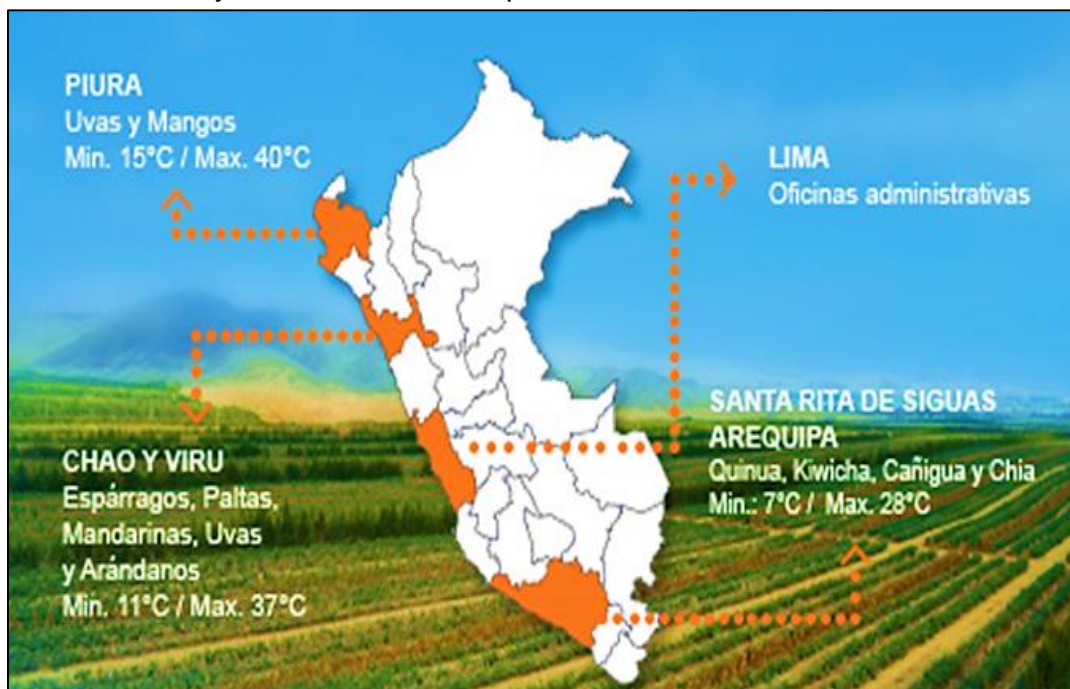 PIURA
Uvas y Mangos
Min. 15°C / Max. 40°C
LIMA
Oficinas administrativas
CHAO Y VIRU
Espárragos, Paltas,
Mandarinas, Uvas
y Arándanos
Min. 11°C / Max. 37°C
SANTA RITA DE SIGUAS
AREQUIPA
Quinua, Kiwicha, Cañigua y Chia
Min.: 7°C / Max. 28°C